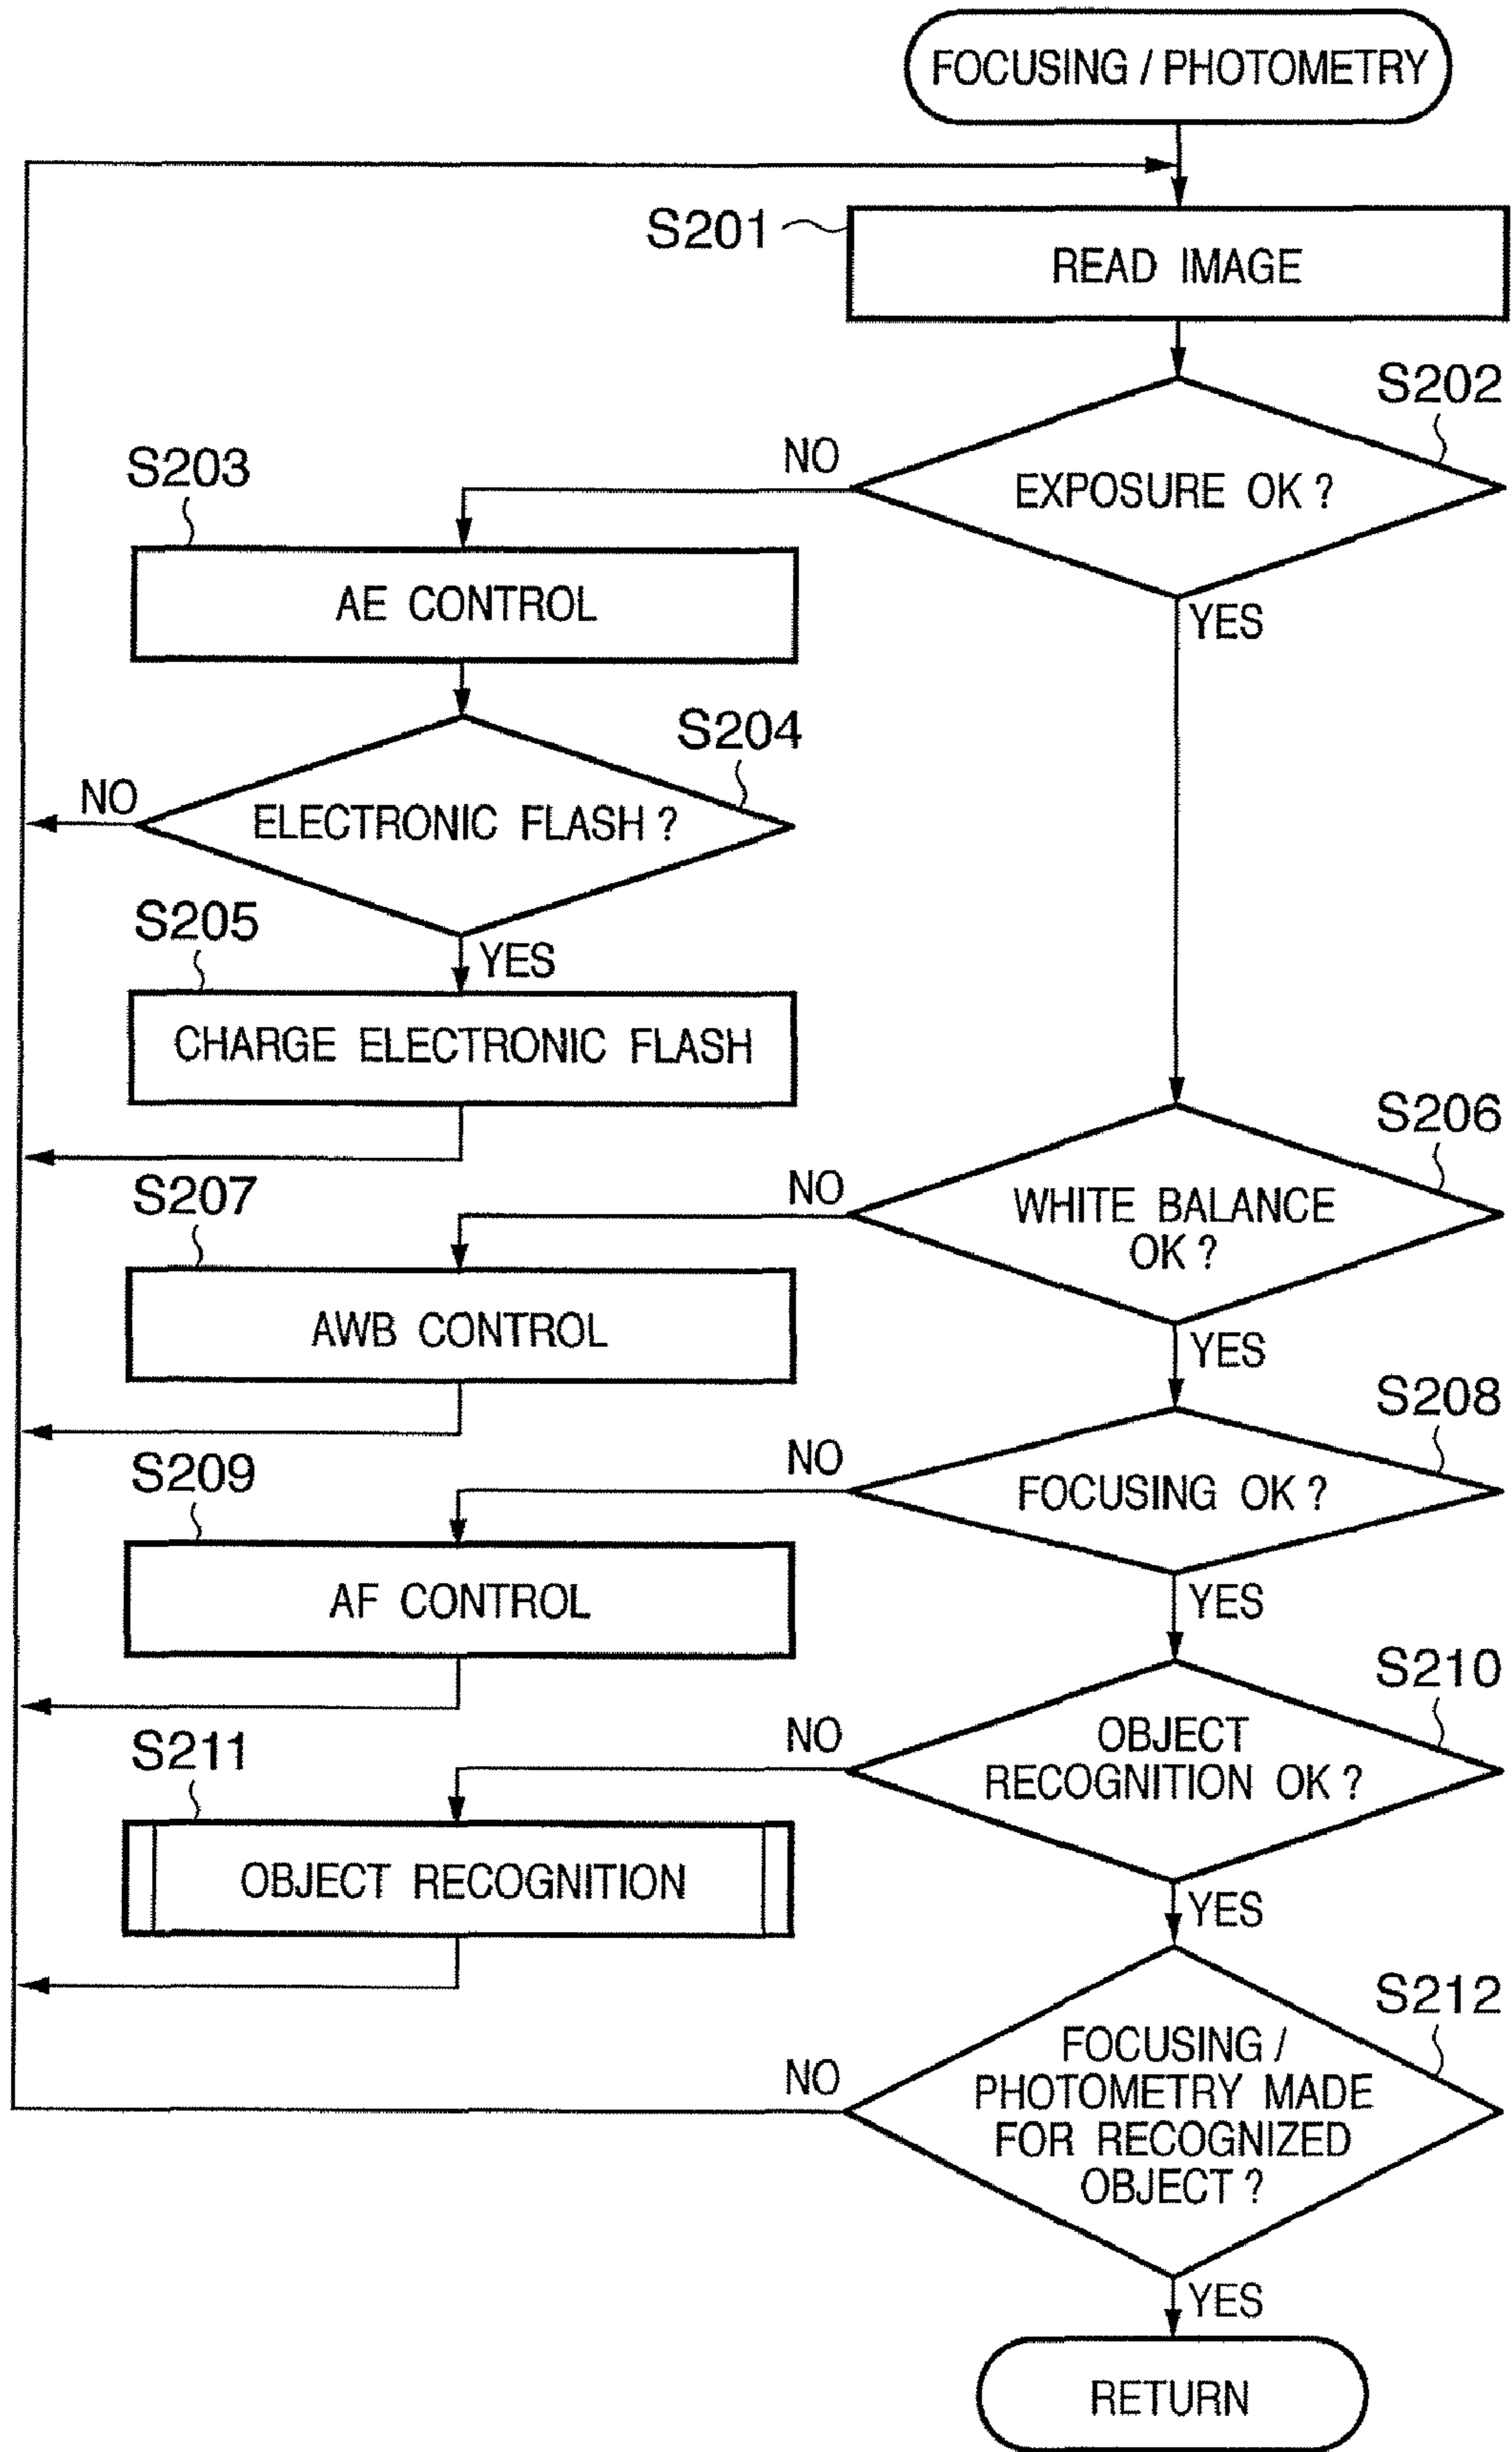 FOCUSING / PHOTOMETRY
S201
READ IMAGE
S202
NO
EXPOSURE OK ?
YES
S203
AE CONTROL
S204
NO
ELECTRONIC FLASH ?
YES
S205
CHARGE ELECTRONIC FLASH
S206
NO
WHITE BALANCE
OK ?
YES
S207
AWB CONTROL
S208
NO
FOCUSING OK ?
YES
S209
AF CONTROL
S210
NO
OBJECT
RECOGNITION OK ?
YES
S211
OBJECT RECOGNITION
S212
NO
FOCUSING /
PHOTOMETRY MADE
FOR RECOGNIZED
OBJECT ?
YES
RETURN